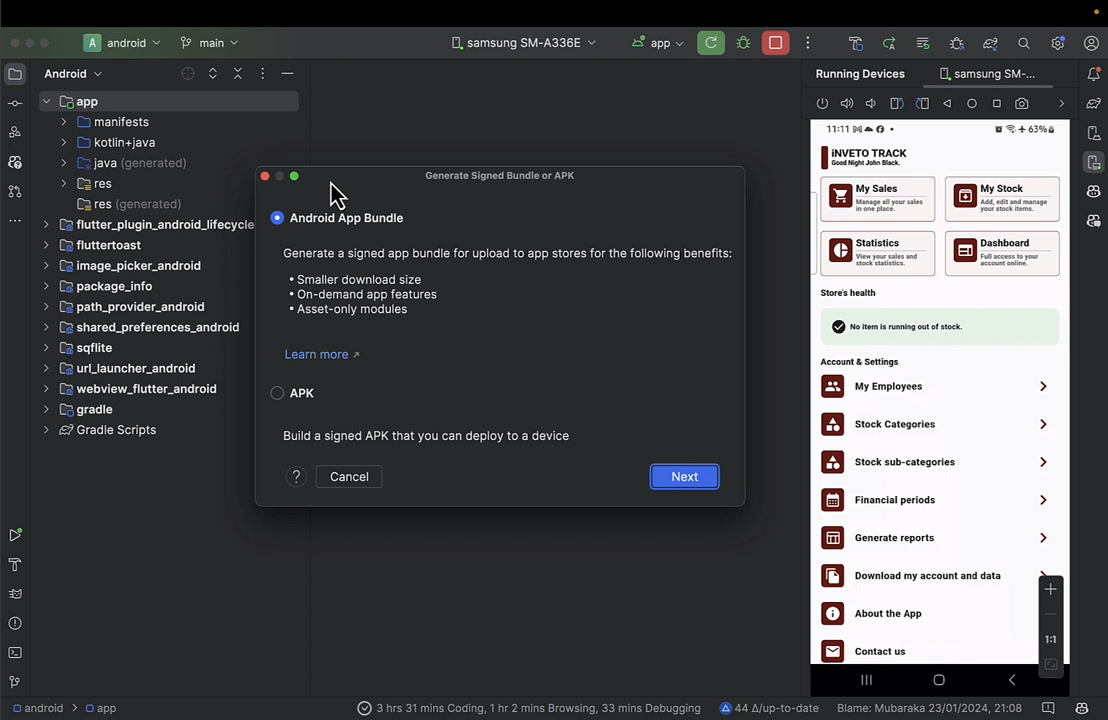 A android
main
samsung SM-A336E
app
Android
Running Devices
samsung SM-...
app
manifests
kotlin+java
java (generated)
res
res (generated)
flutter_plugin_android_lifecycle
fluttertoast
image_picker_android
package_info
path_provider_android
shared_preferences_android
sqflite
url_launcher_android
webview_flutter_android
gradle
Gradle Scripts
Generate Signed Bundle or APK
Android App Bundle
Generate a signed app bundle for upload to app stores for the following benefits:
• Smaller download size
• On-demand app features
• Asset-only modules
Learn more ↗
APK
Build a signed APK that you can deploy to a device
?
Cancel
Next
11:11
63%
iNVETO TRACK
Good Night John Black.
My Sales
Manage all your sales
in one place.
My Stock
Add, edit and manage
your stock items.
Statistics
View your sales and
stock statistics.
Dashboard
Full access to your
account online.
Store's health
No item is running out of stock.
Account & Settings
My Employees
Stock Categories
Stock sub-categories
Financial periods
Generate reports
Download my account and data
About the App
Contact us
1:1
android
app
3 hrs 31 mins Coding, 1 hr 2 mins Browsing, 33 mins Debugging
44 Δ/up-to-date
Blame: Mubaraka 23/01/2024, 21:08